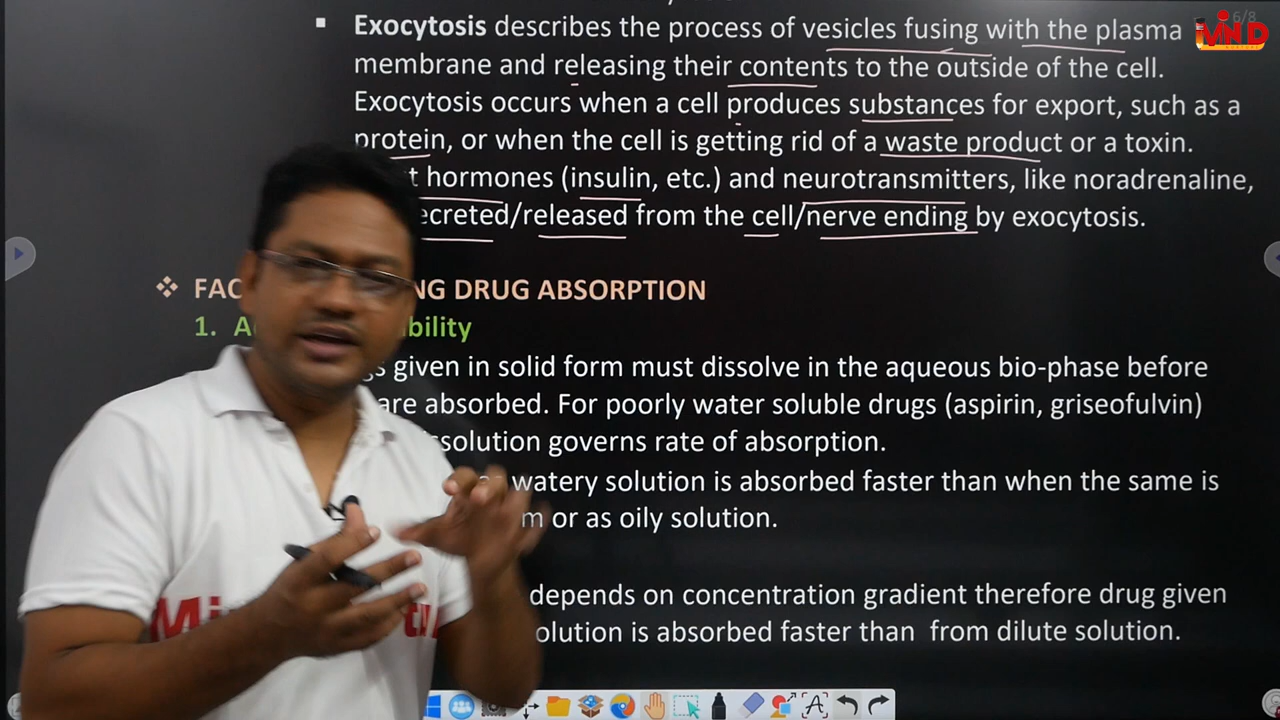 6/8
MIND
Exocytosis describes the process of vesicles fusing with the plasma
membrane and releasing their contents to the outside of the cell.
Exocytosis occurs when a cell produces substances for export, such as a
protein, or when the cell is getting rid of a waste product or a toxin.
hormones (insulin, etc.) and neurotransmitters, like noradrenaline,
ecreted/released from the cell/nerve ending by exocytosis.
❖ FAC NG DRUG ABSORPTION
1. A bility
given in solid form must dissolve in the aqueous bio-phase before
are absorbed. For poorly water soluble drugs (aspirin, griseofulvin)
ssolution governs rate of absorption.
watery solution is absorbed faster than when the same is
m or as oily solution.
depends on concentration gradient therefore drug given
olution is absorbed faster than from dilute solution.
Mi